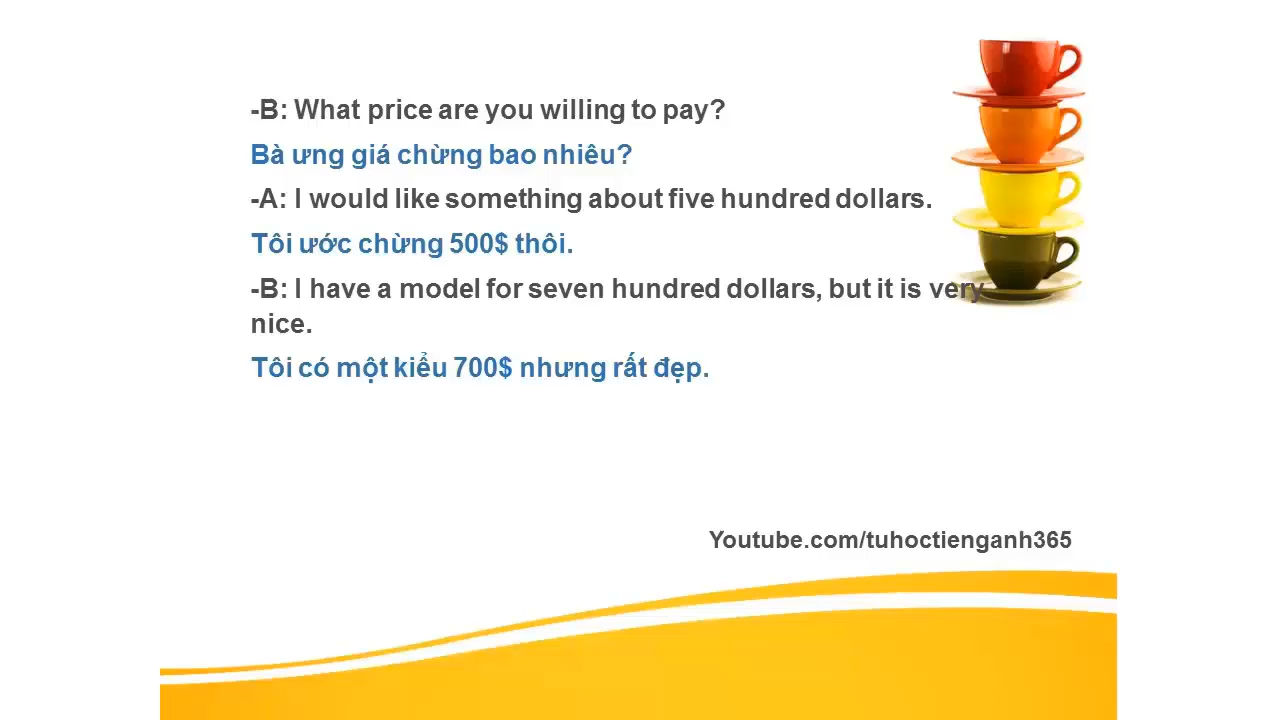 -B: What price are you willing to pay?
Bà ưng giá chừng bao nhiêu?
-A: I would like something about five hundred dollars.
Tôi ước chừng 500$ thôi.
-B: I have a model for seven hundred dollars, but it is very
nice.
Tôi có một kiểu 700$ nhưng rất đẹp.
Youtube.com/tuhoctienganh365